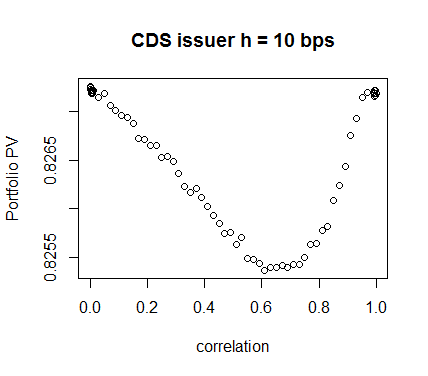 CDS issuer h = 10 bps
Portfolio PV
0.8265
0.8255
0.0 0.2 0.4 0.6 0.8 1.0
correlation